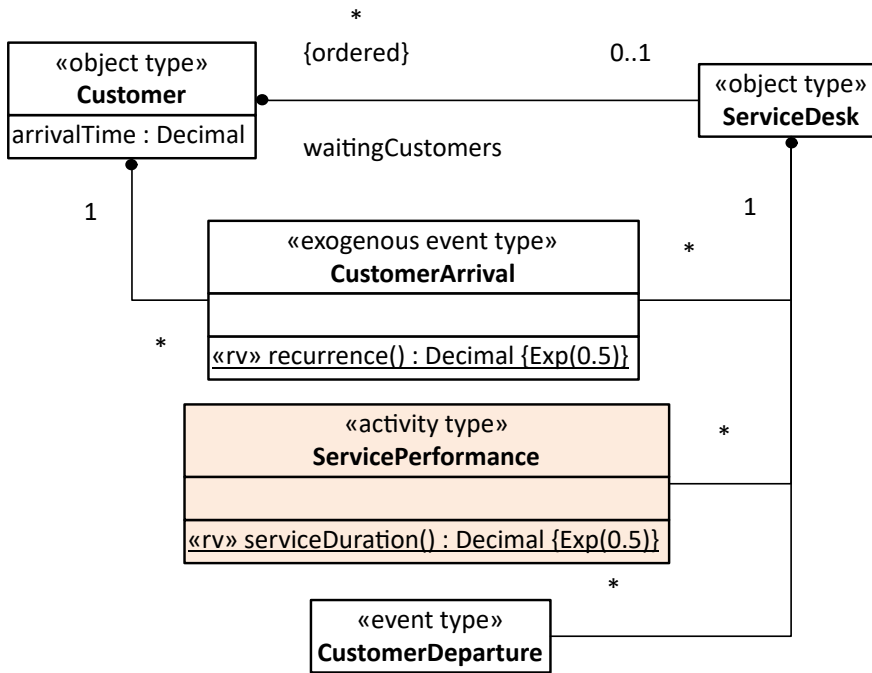 *
{ordered}
0..1
«object type»
Customer
arrivalTime : Decimal
«object type»
ServiceDesk
waitingCustomers
1
1
«exogenous event type»
CustomerArrival
*
*
«rv» recurrence() : Decimal {Exp(0.5)}
«activity type»
ServicePerformance
*
«rv» serviceDuration() : Decimal {Exp(0.5)}
*
«event type»
CustomerDeparture